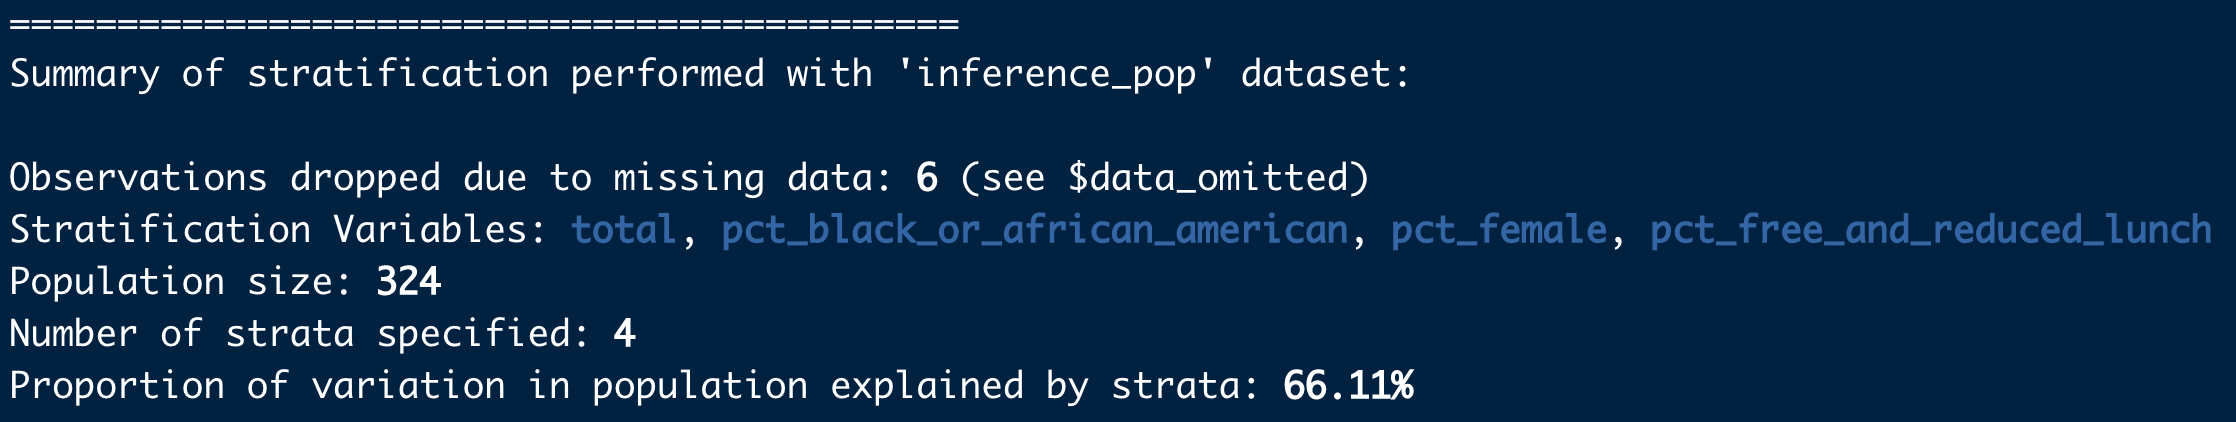 ============================================
Summary of stratification performed with 'inference_pop' dataset:
Observations dropped due to missing data: 6 (see $data_omitted)
Stratification Variables: total, pct_black_or_african_american, pct_female, pct_free_and_reduced_lunch
Population size: 324
Number of strata specified: 4
Proportion of variation in population explained by strata: 66.11%